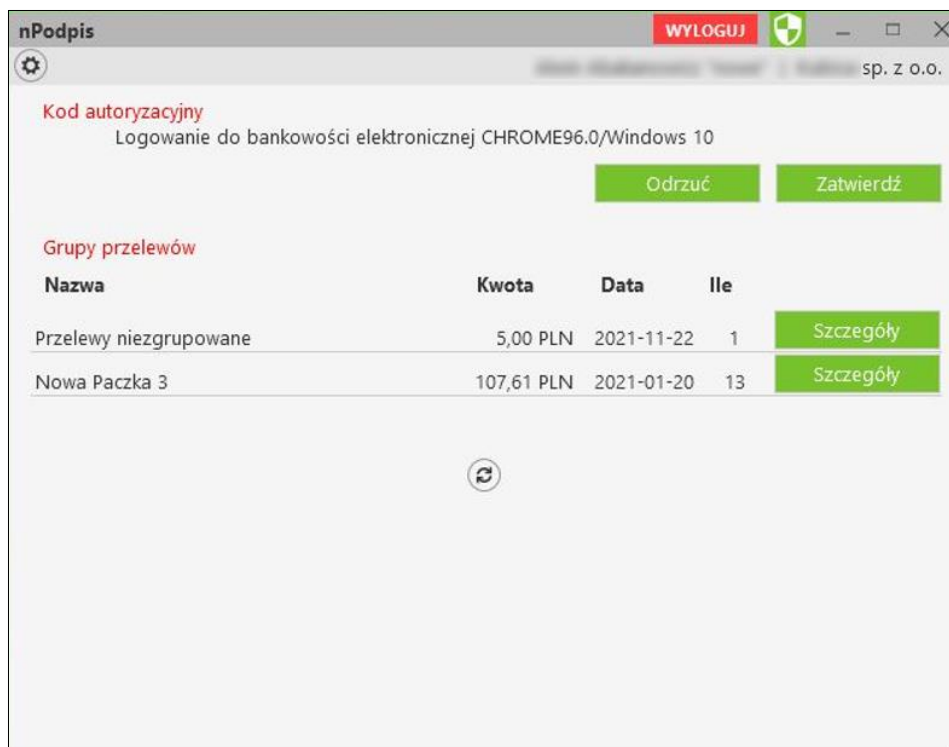 nPodpis WYLOGUJ
sp. z o.o.
Kod autoryzacyjny
Logowanie do bankowości elektronicznej CHROME96.0/Windows 10
Odrzuć Zatwierdź
Grupy przelewów
Nazwa Kwota Data Ile
Przelewy niezgrupowane 5,00 PLN 2021-11-22 1 Szczegóły
Nowa Paczka 3 107,61 PLN 2021-01-20 13 Szczegóły